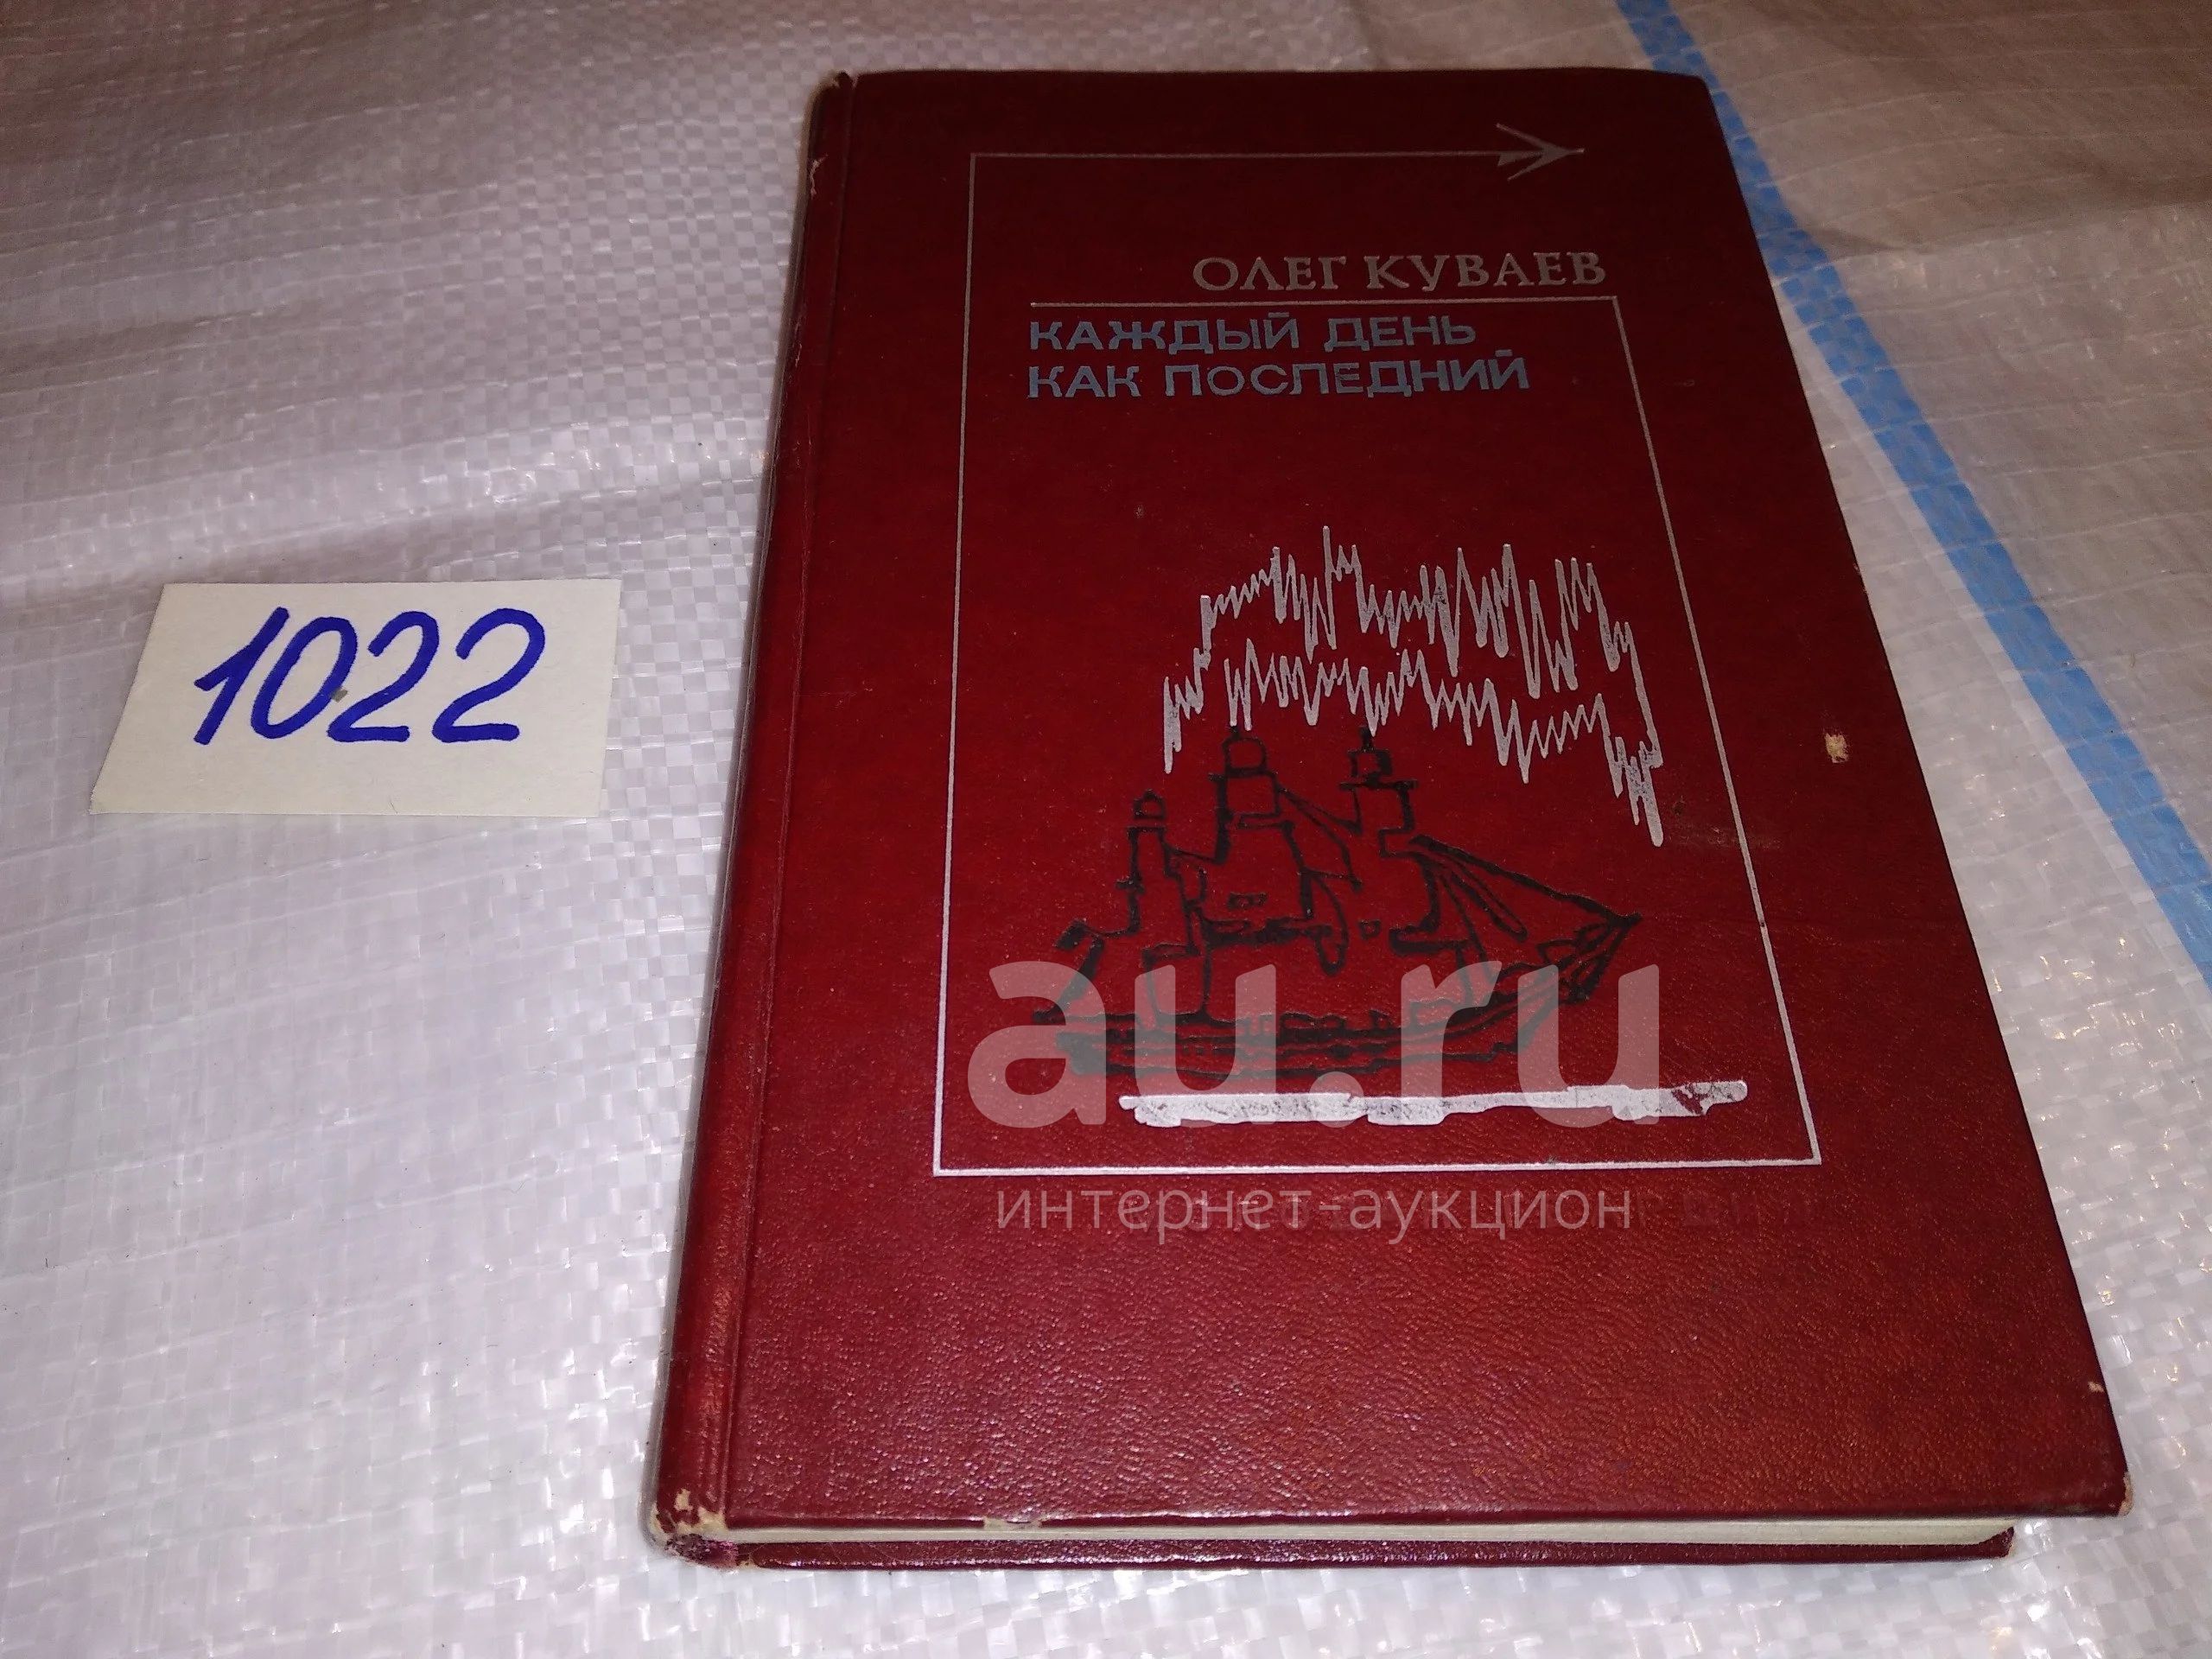 ОЛЕГ КУВАЕВ
КАЖДЫЙ ДЕНЬ
КАК ПОСЛЕДНИЙ
1022
au.ru
интернет-аукцион